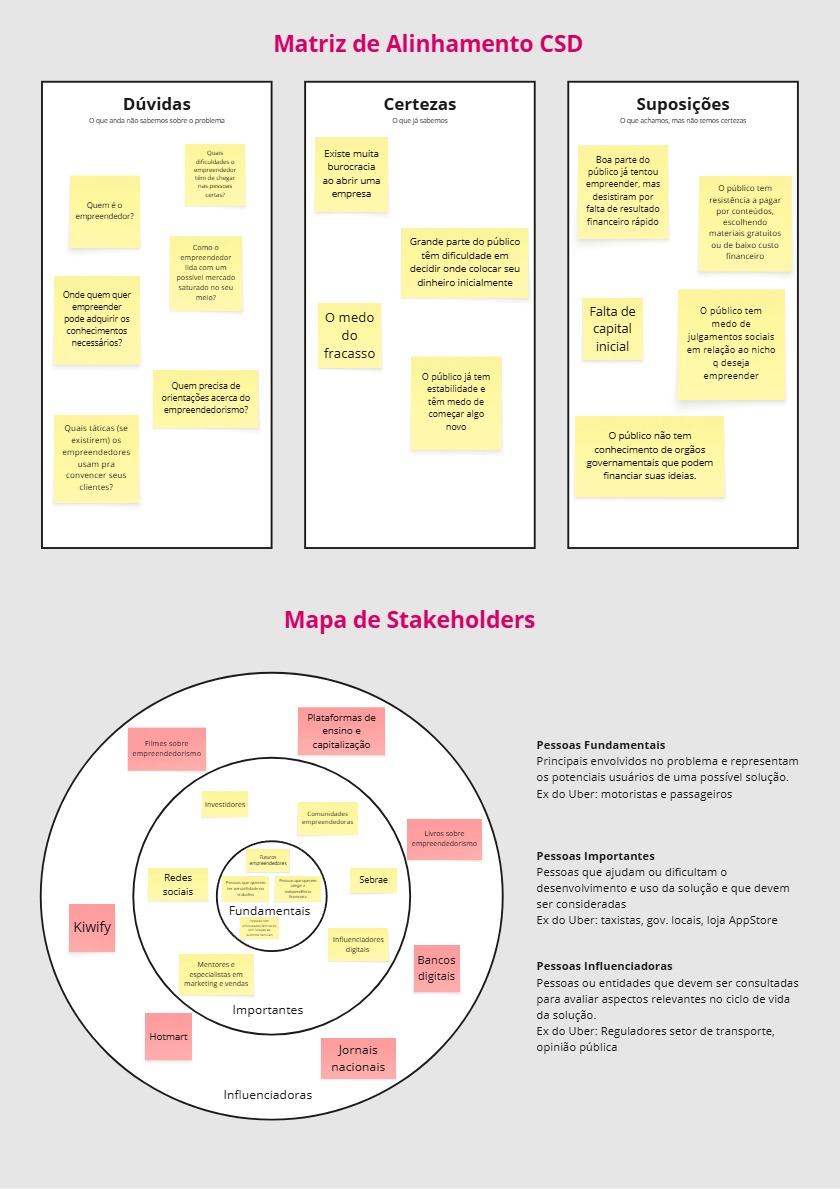 Matriz de Alinhamento CSD
Dúvidas
O que anda não sabemos sobre o problema
Quais
dificuldades o
empreendedor
têm de chegar
nas pessoas
certas?
Quem é o
empreendedor?
Como o
empreendedor
lida com um
possível mercado
saturado no seu
meio?
Onde quem quer
empreender
pode adquirir os
conhecimentos
necessários?
Quem precisa de
orientações acerca do
empreendedorismo?
Quais táticas (se
existirem) os
empreendedores
usam pra
convencer seus
clientes?
Certezas
O que já sabemos
Existe muita
burocracia
ao abrir uma
empresa
Grande parte do público
têm dificuldade em
decidir onde colocar seu
dinheiro inicialmente
O medo
do
fracasso
O público já tem
estabilidade e
têm medo de
começar algo
novo
Suposições
O que achamos, mas não temos certezas
Boa parte do
público já tentou
empreender, mas
desistiram por
falta de resultado
financeiro rápido
O público tem
resistência a pagar
por conteúdos,
escolhendo
materiais gratuitos
ou de baixo custo
financeiro
Falta de
capital
inicial
O público tem
medo de
julgamentos sociais
em relação ao nicho
q deseja
empreender
O público não tem
conhecimento de orgãos
governamentais que podem
financiar suas ideias.
Mapa de Stakeholders
Plataformas de
ensino e
capitalização
Filmes sobre
empreendedorismo
Investidores
Comunidades
empreendedoras
Livros sobre
empreendedorismo
Futuros
empreendedores
Redes
sociais
Sebrae
Pessoas que querem
Pessoas que querem
atingir a
independência
financeira
Fundamentais
Kiwify
Influenciadores
digitais
Mentores e
especialistas em
marketing e vendas
Bancos
digitais
Importantes
Hotmart
Jornais
nacionais
Influenciadoras
Pessoas Fundamentais
Principais envolvidos no problema e representam
os potenciais usuários de uma possível solução.
Ex do Uber: motoristas e passageiros
Pessoas Importantes
Pessoas que ajudam ou dificultam o
desenvolvimento e uso da solução e que devem
ser consideradas
Ex do Uber: taxistas, gov. locais, loja AppStore
Pessoas Influenciadoras
Pessoas ou entidades que devem ser consultadas
para avaliar aspectos relevantes no ciclo de vida
da solução.
Ex do Uber: Reguladores setor de transporte,
opinião pública